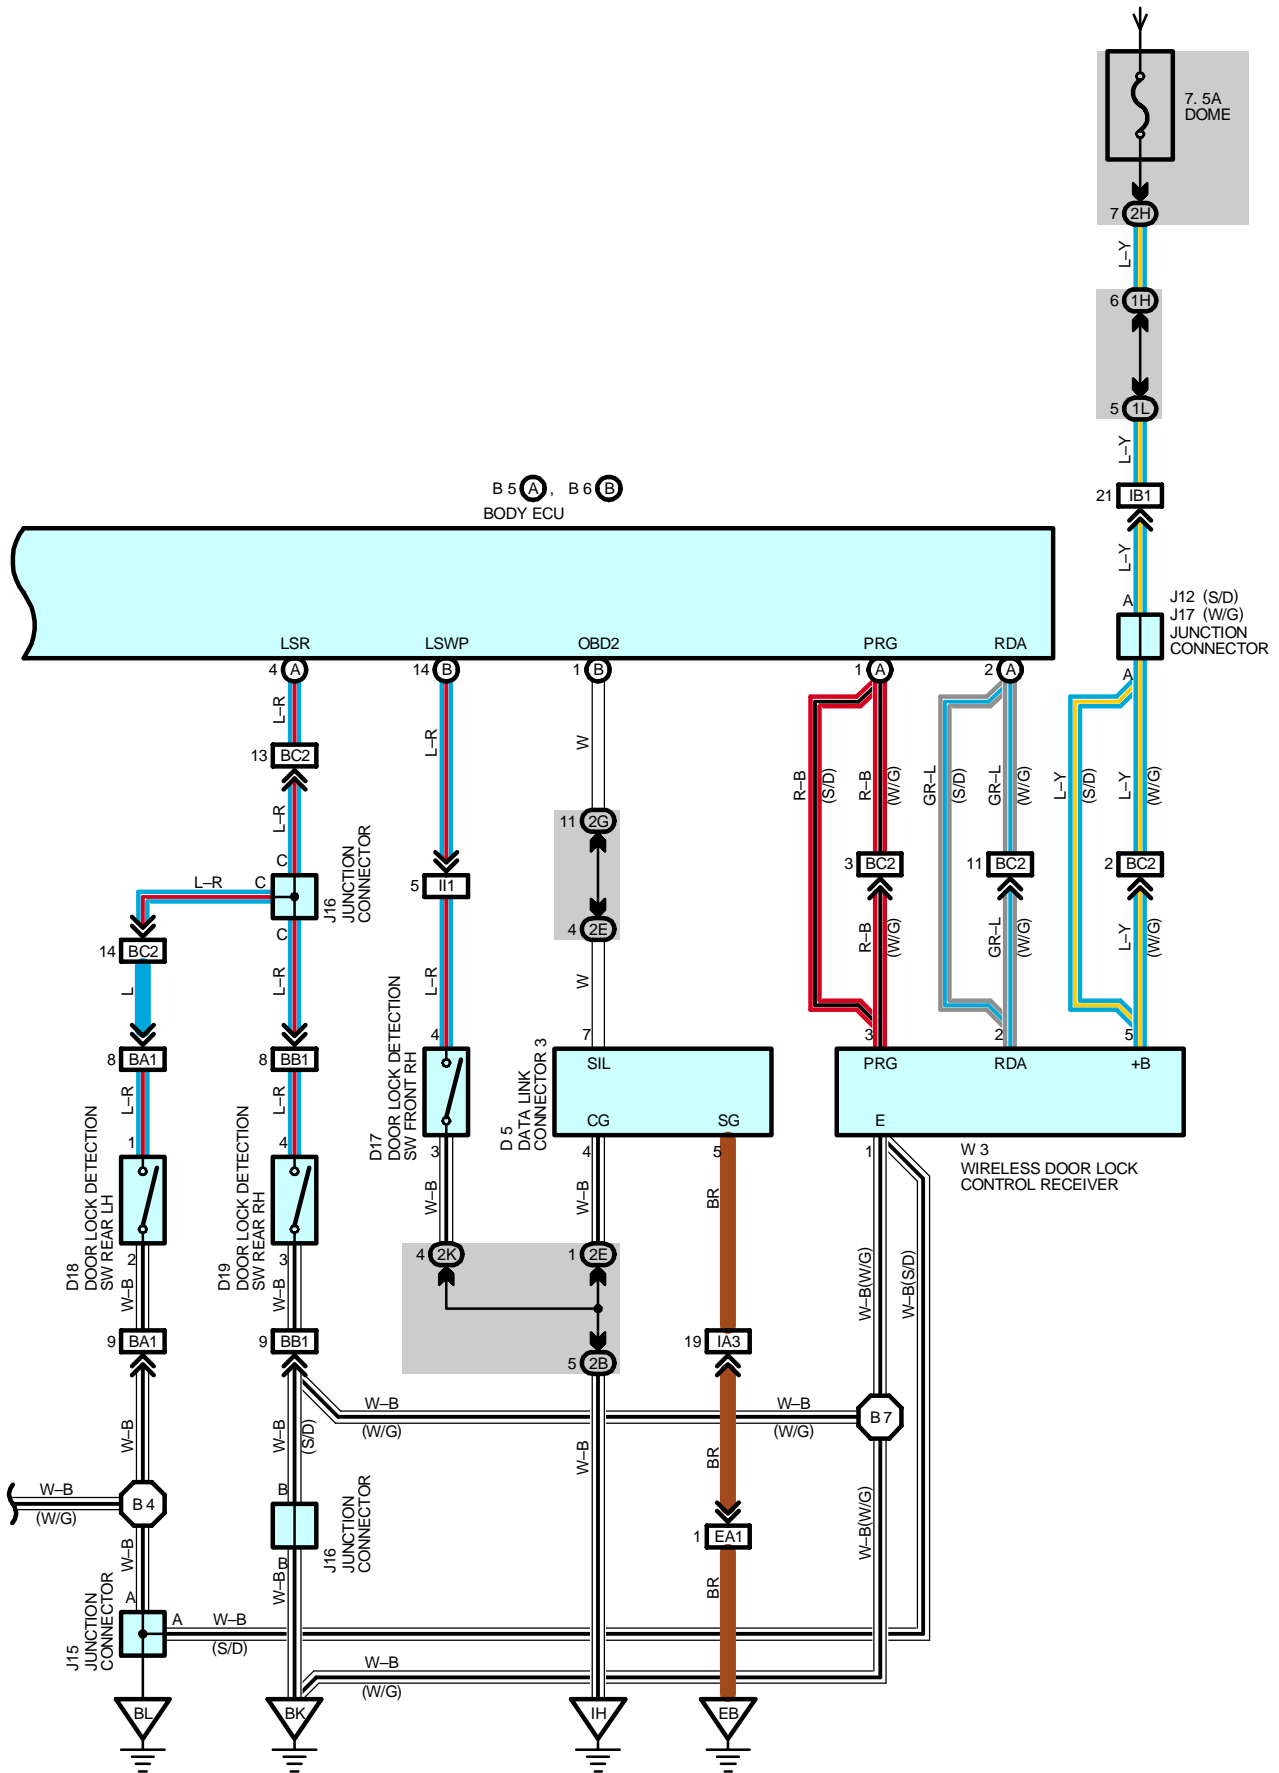 7. 5A
DOME
7 2H
L–Y
6 1H
5 1L
L–Y
21 IB1
L–Y
A
J12 (S/D)
J17 (W/G)
JUNCTION
CONNECTOR
A
B 5 A , B 6 B
BODY ECU
LSR
LSWP
OBD2
PRG
RDA
4 A
14 B
1 B
1 A
2 A
L–R
L–R
W
13 BC2
L–R
R–B
(S/D)
R–B
(W/G)
GR–L
(S/D)
GR–L
(W/G)
L–Y
(S/D)
L–Y
(W/G)
11 2G
3 BC2
11 BC2
2 BC2
C
L–R
C
C
J16
JUNCTION
CONNECTOR
5 II1
4 2E
R–B
(W/G)
GR–L
(W/G)
L–Y
(W/G)
14 BC2
L
L–R
L–R
W
8 BA1
8 BB1
4
7
3
2
5
L–R
L–R
D17
DOOR LOCK DETECTION
SW FRONT RH
D 5
DATA LINK
CONNECTOR 3
SIL
CG
SG
PRG
RDA
+B
E
1
4
3
4
5
1
W 3
WIRELESS DOOR LOCK
CONTROL RECEIVER
D18
DOOR LOCK DETECTION
SW REAR LH
D19
DOOR LOCK DETECTION
SW REAR RH
W–B
W–B
BR
2
3
W–B
W–B
4 2K
1 2E
W–B(W/G)
W–B(S/D)
9 BA1
9 BB1
5 2B
19 IA3
W–B
W–B
(S/D)
W–B
(W/G)
W–B
(W/G)
B 7
W–B
BR
W–B
(W/G)
B 4
B
J16
JUNCTION
CONNECTOR
B
1 EA1
W–B(W/G)
W–B
W–B
BR
A
J15
JUNCTION
CONNECTOR
A
W–B
(S/D)
W–B
(W/G)
BL
BK
IH
EB